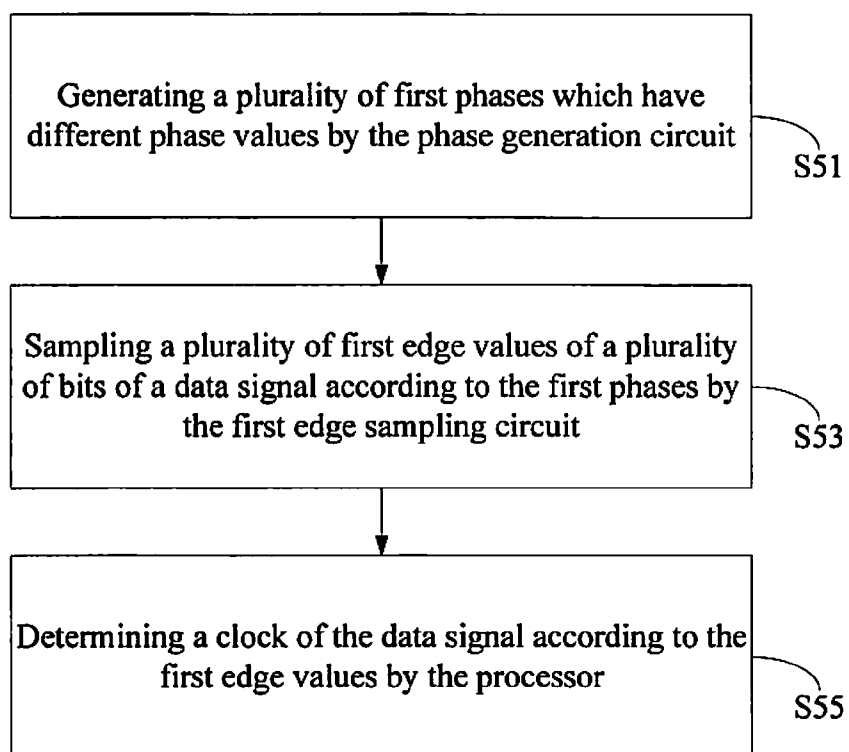 Generating a plurality of first phases which have
different phase values by the phase generation circuit
S51
Sampling a plurality of first edge values of a plurality
of bits of a data signal according to the first phases by
the first edge sampling circuit
S53
Determining a clock of the data signal according to the
first edge values by the processor
S55